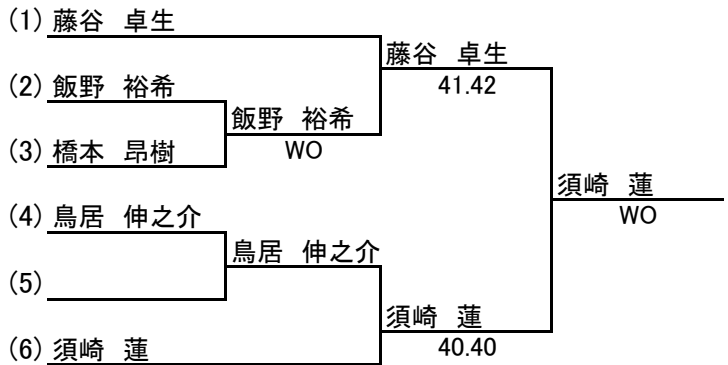 (1) 藤谷　卓生
藤谷　卓生
(2) 飯野　裕希
41.42
飯野　裕希
(3) 橋本　昂樹
WO
須崎　蓮
(4) 鳥居　伸之介
WO
鳥居　伸之介
(5)
須崎　蓮
(6) 須崎　蓮
40.40